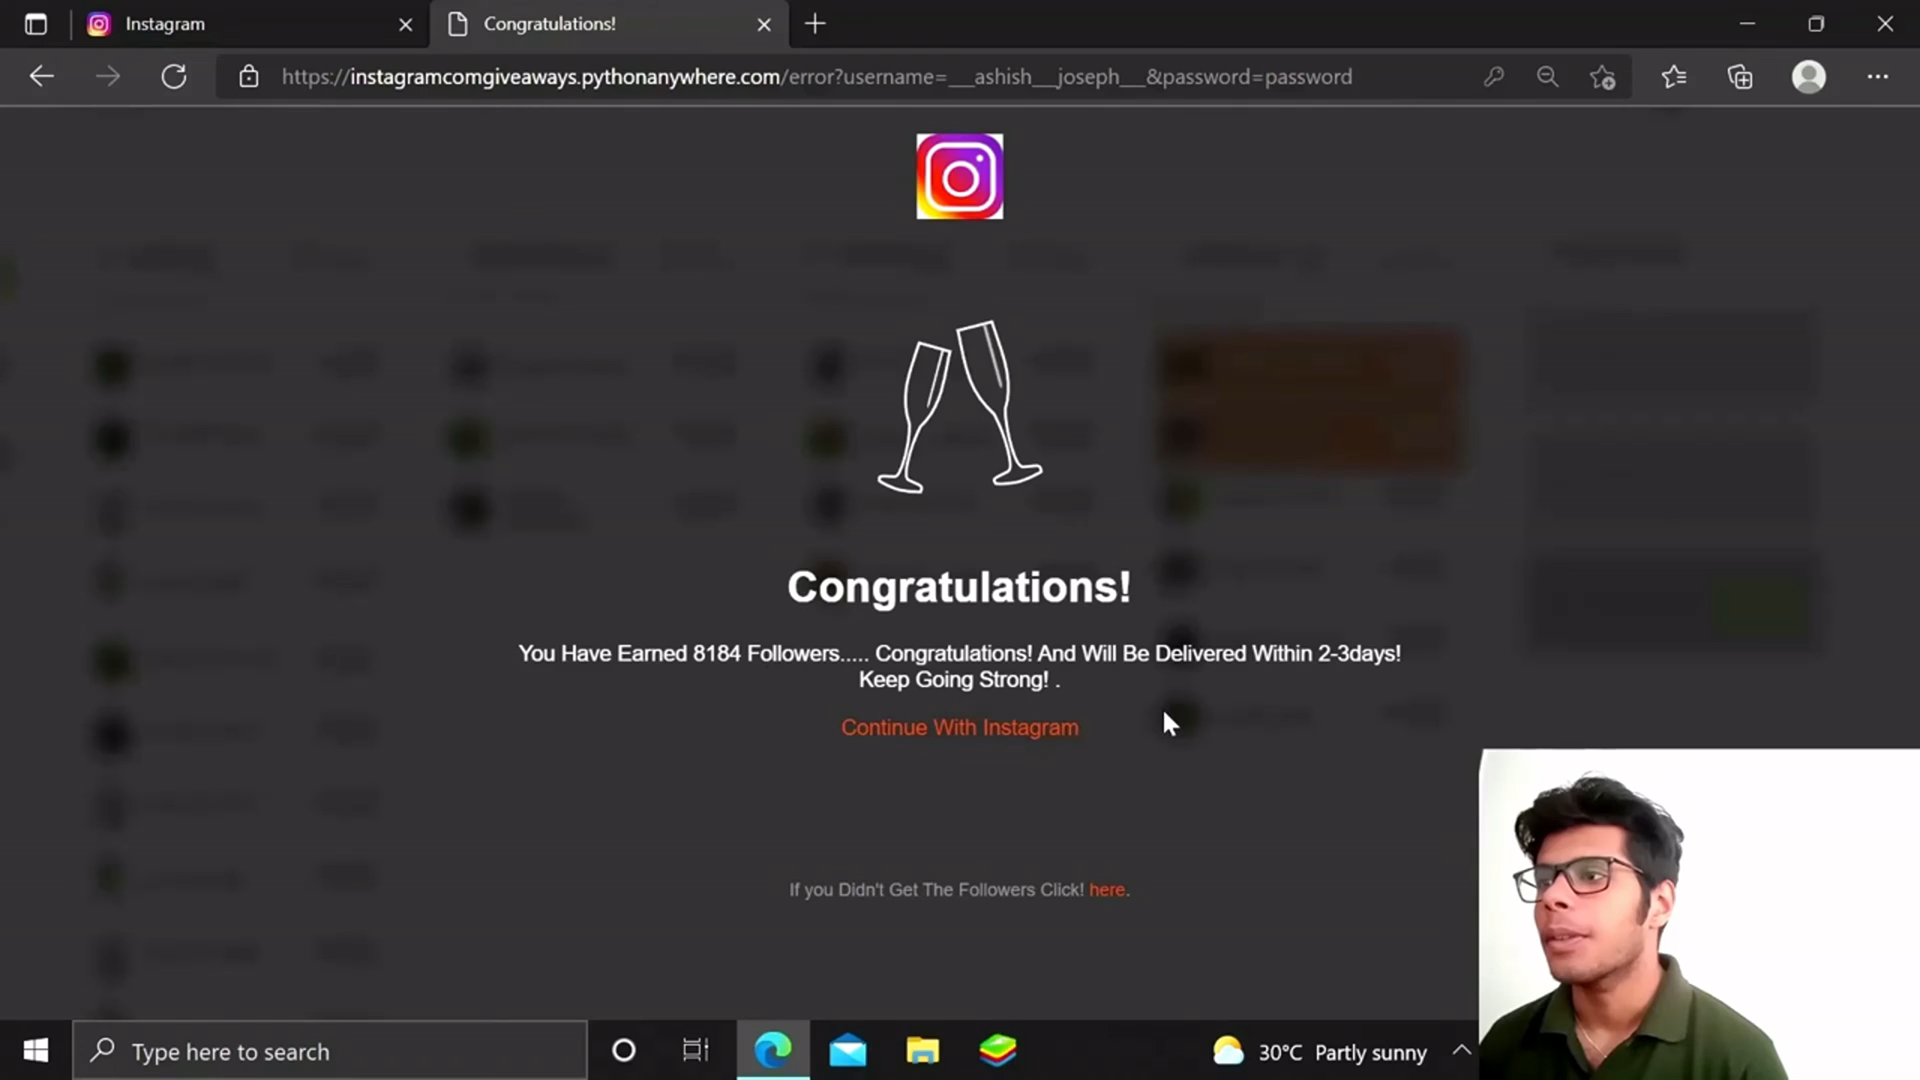 Instagram
Congratulations!
https://instagramcomgiveaways.pythonanywhere.com/error?username=__ashish__joseph__&password=password
Congratulations!
You Have Earned 8184 Followers..... Congratulations! And Will Be Delivered Within 2-3days!
Keep Going Strong! .
Continue With Instagram
If you Didn't Get The Followers Click! here.
Type here to search
30°C Partly sunny